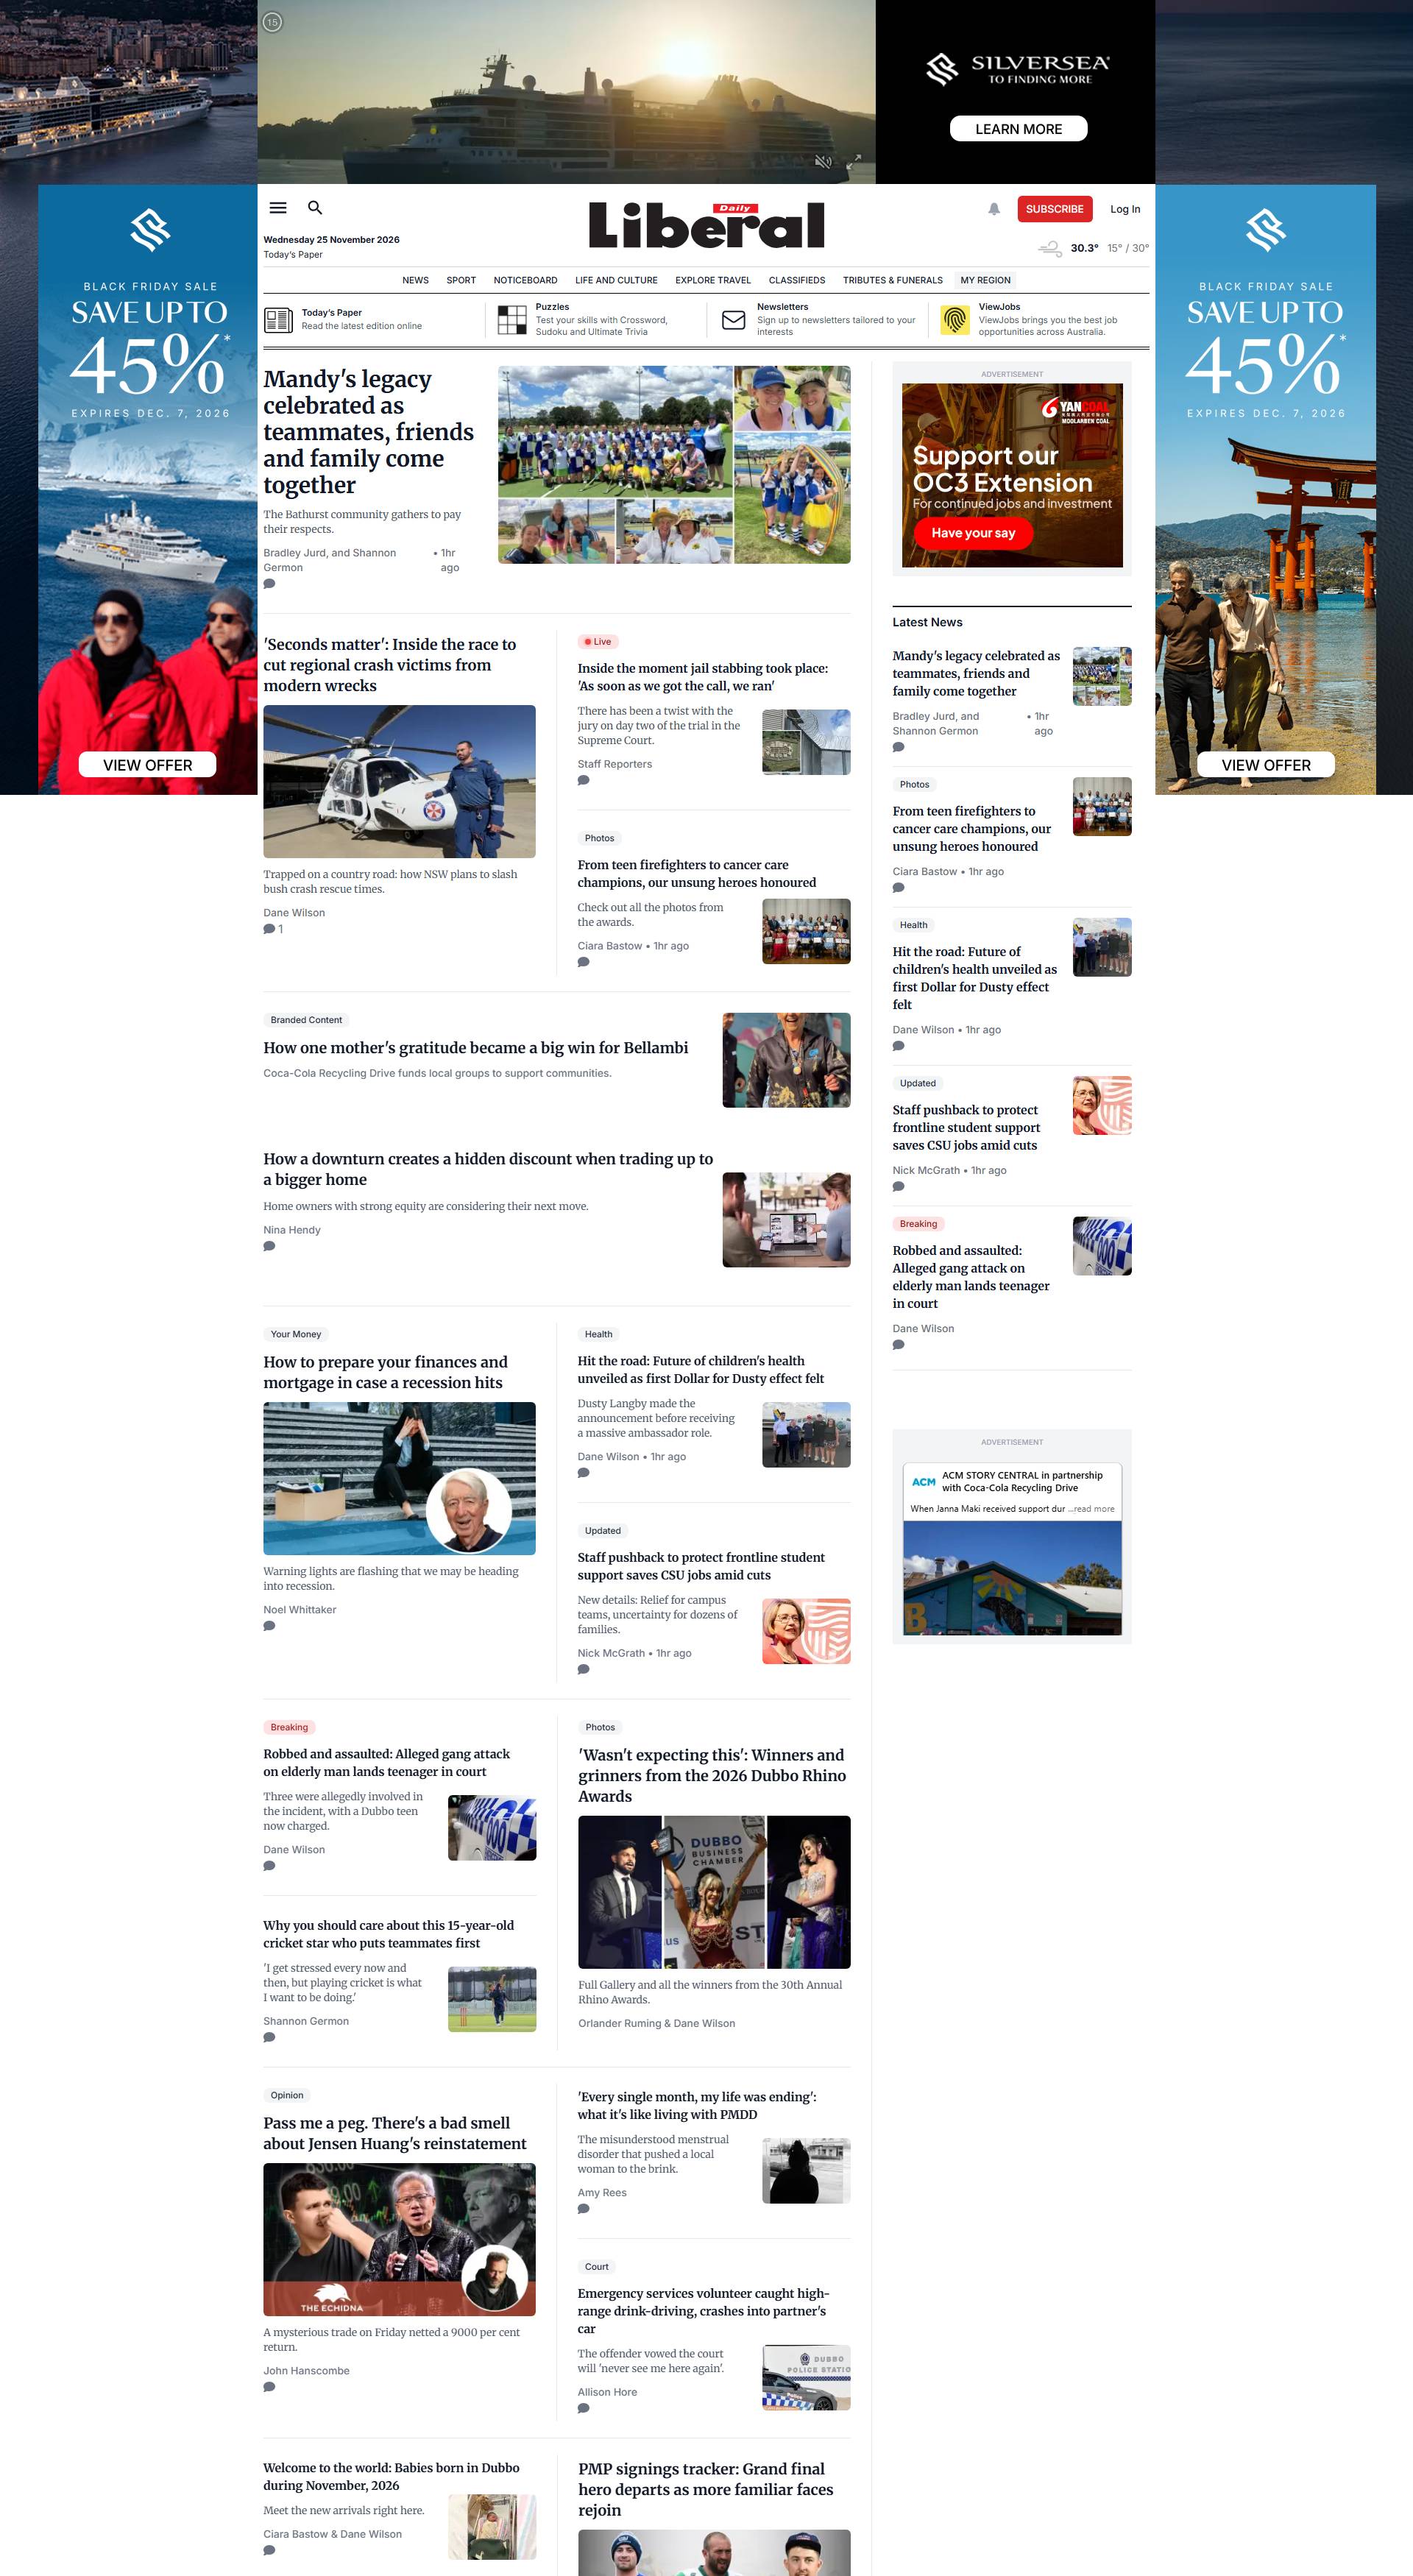 15
SILVERSEA
TO FINDING MORE
LEARN MORE
BLACK FRIDAY SALE
SAVE UP TO
45%*
EXPIRES DEC. 7, 2026
VIEW OFFER
BLACK FRIDAY SALE
SAVE UP TO
45%*
EXPIRES DEC. 7, 2026
VIEW OFFER
Daily
Liberal
SUBSCRIBE
Log In
Wednesday 25 November 2026
Today's Paper
30.3° 15° / 30°
NEWS SPORT NOTICEBOARD LIFE AND CULTURE EXPLORE TRAVEL CLASSIFIEDS TRIBUTES & FUNERALS MY REGION
Today's Paper
Read the latest edition online
Puzzles
Test your skills with Crossword,
Sudoku and Ultimate Trivia
Newsletters
Sign up to newsletters tailored to your
interests
ViewJobs
ViewJobs brings you the best job
opportunities across Australia.
Mandy's legacy
celebrated as
teammates, friends
and family come
together
The Bathurst community gathers to pay
their respects.
Bradley Jurd, and Shannon
Germon
• 1hr
ago
'Seconds matter': Inside the race to
cut regional crash victims from
modern wrecks
Trapped on a country road: how NSW plans to slash
bush crash rescue times.
Dane Wilson
1
Live
Inside the moment jail stabbing took place:
'As soon as we got the call, we ran'
There has been a twist with the
jury on day two of the trial in the
Supreme Court.
Staff Reporters
Photos
From teen firefighters to cancer care
champions, our unsung heroes honoured
Check out all the photos from
the awards.
Ciara Bastow • 1hr ago
Branded Content
How one mother's gratitude became a big win for Bellambi
Coca-Cola Recycling Drive funds local groups to support communities.
How a downturn creates a hidden discount when trading up to
a bigger home
Home owners with strong equity are considering their next move.
Nina Hendy
Your Money
How to prepare your finances and
mortgage in case a recession hits
Warning lights are flashing that we may be heading
into recession.
Noel Whittaker
Health
Hit the road: Future of children's health
unveiled as first Dollar for Dusty effect felt
Dusty Langby made the
announcement before receiving
a massive ambassador role.
Dane Wilson • 1hr ago
Updated
Staff pushback to protect frontline student
support saves CSU jobs amid cuts
New details: Relief for campus
teams, uncertainty for dozens of
families.
Nick McGrath • 1hr ago
Breaking
Robbed and assaulted: Alleged gang attack
on elderly man lands teenager in court
Three were allegedly involved in
the incident, with a Dubbo teen
now charged.
Dane Wilson
Why you should care about this 15-year-old
cricket star who puts teammates first
'I get stressed every now and
then, but playing cricket is what
I want to be doing.'
Shannon Germon
Photos
'Wasn't expecting this': Winners and
grinners from the 2026 Dubbo Rhino
Awards
DUBBO
BUSINESS
CHAMBER
Full Gallery and all the winners from the 30th Annual
Rhino Awards.
Orlander Ruming & Dane Wilson
Opinion
Pass me a peg. There's a bad smell
about Jensen Huang's reinstatement
THE ECHIDNA
A mysterious trade on Friday netted a 9000 per cent
return.
John Hanscombe
'Every single month, my life was ending':
what it's like living with PMDD
The misunderstood menstrual
disorder that pushed a local
woman to the brink.
Amy Rees
Court
Emergency services volunteer caught high-
range drink-driving, crashes into partner's
car
The offender vowed the court
will 'never see me here again'.
DUBBO
POLICE STATIO
Allison Hore
Welcome to the world: Babies born in Dubbo
during November, 2026
Meet the new arrivals right here.
Ciara Bastow & Dane Wilson
PMP signings tracker: Grand final
hero departs as more familiar faces
rejoin
ADVERTISEMENT
YANCOAL
MOOLARBEN COAL
Support our
OC3 Extension
For continued jobs and investment
Have your say
Latest News
Mandy's legacy celebrated as
teammates, friends and
family come together
Bradley Jurd, and
Shannon Germon
• 1hr
ago
Photos
From teen firefighters to
cancer care champions, our
unsung heroes honoured
Ciara Bastow • 1hr ago
Health
Hit the road: Future of
children's health unveiled as
first Dollar for Dusty effect
felt
Dane Wilson • 1hr ago
Updated
Staff pushback to protect
frontline student support
saves CSU jobs amid cuts
Nick McGrath • 1hr ago
Breaking
Robbed and assaulted:
Alleged gang attack on
elderly man lands teenager
in court
Dane Wilson
ADVERTISEMENT
ACM
ACM STORY CENTRAL in partnership
with Coca-Cola Recycling Drive
When Janna Maki received support dur ...read more